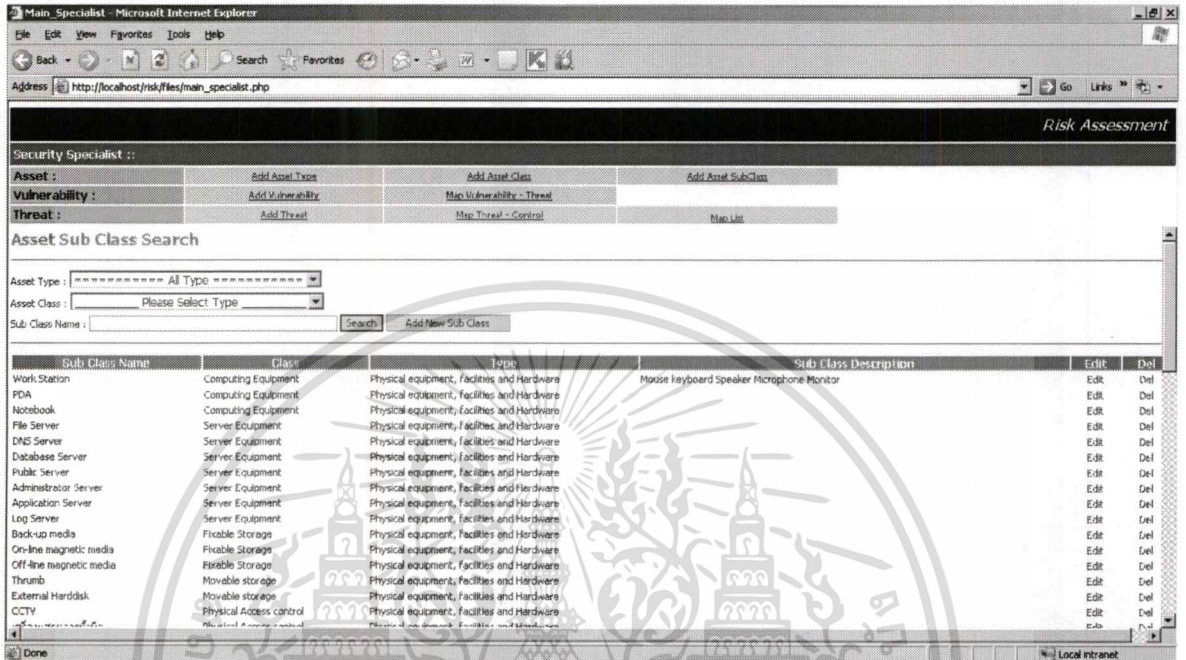 Main_Specialist - Microsoft Internet Explorer
File Edit View Favorites Tools Help
Back Search Favorites
Address http://localhost/risk/files/main_specialist.php Go Links
Risk Assessment
Security Specialist ::
Asset : Add Asset Type Add Asset Class Add Asset SubClass
Vulnerability : Add Vulnerability Map Vulnerability - Threat
Threat : Add Threat Map Threat - Control Map List
Asset Sub Class Search
Asset Type : =========== All Type ===========
Asset Class : __________ Please Select Type __________
Sub Class Name : Search Add New Sub Class
Sub Class Name Class Type Sub Class Description Edit Del
Work Station Computing Equipment Physical equipment, facilities and Hardware Mouse keyboard Speaker Microphone Monitor Edit Del
PDA Computing Equipment Physical equipment, facilities and Hardware Edit Del
Notebook Computing Equipment Physical equipment, facilities and Hardware Edit Del
File Server Server Equipment Physical equipment, facilities and Hardware Edit Del
DNS Server Server Equipment Physical equipment, facilities and Hardware Edit Del
Database Server Server Equipment Physical equipment, facilities and Hardware Edit Del
Public Server Server Equipment Physical equipment, facilities and Hardware Edit Del
Administrator Server Server Equipment Physical equipment, facilities and Hardware Edit Del
Application Server Server Equipment Physical equipment, facilities and Hardware Edit Del
Log Server Server Equipment Physical equipment, facilities and Hardware Edit Del
Back-up media Fixable Storage Physical equipment, facilities and Hardware Edit Del
On-line magnetic media Fixable Storage Physical equipment, facilities and Hardware Edit Del
Off-line magnetic media Fixable Storage Physical equipment, facilities and Hardware Edit Del
Thrumb Movable storage Physical equipment, facilities and Hardware Edit Del
External Harddisk Movable storage Physical equipment, facilities and Hardware Edit Del
CCTV Physical Access control Physical equipment, facilities and Hardware Edit Del
Physical Access control Physical equipment, facilities and Hardware Edit Del
Done Local intranet